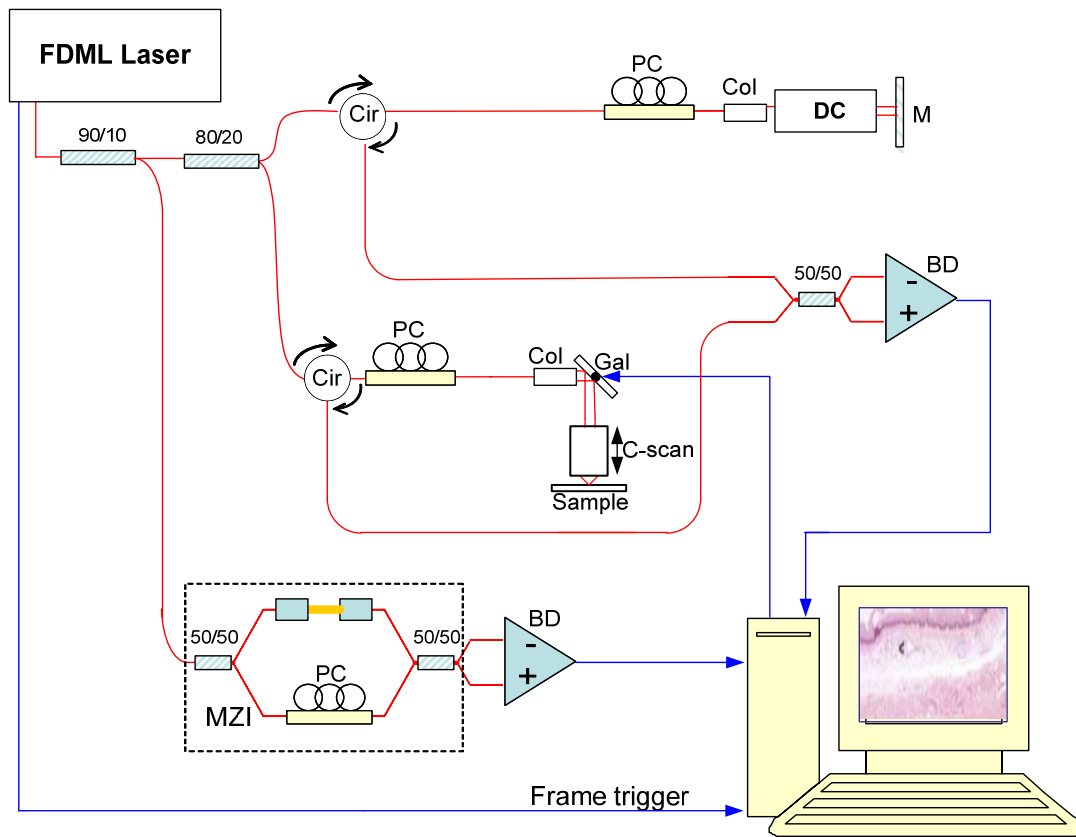 FDML Laser
90/10
80/20
Cir
PC
Col
DC
M
50/50
BD
-
+
Cir
PC
Col
Gal
C-scan
Sample
50/50
PC
MZI
50/50
BD
-
+
Frame trigger